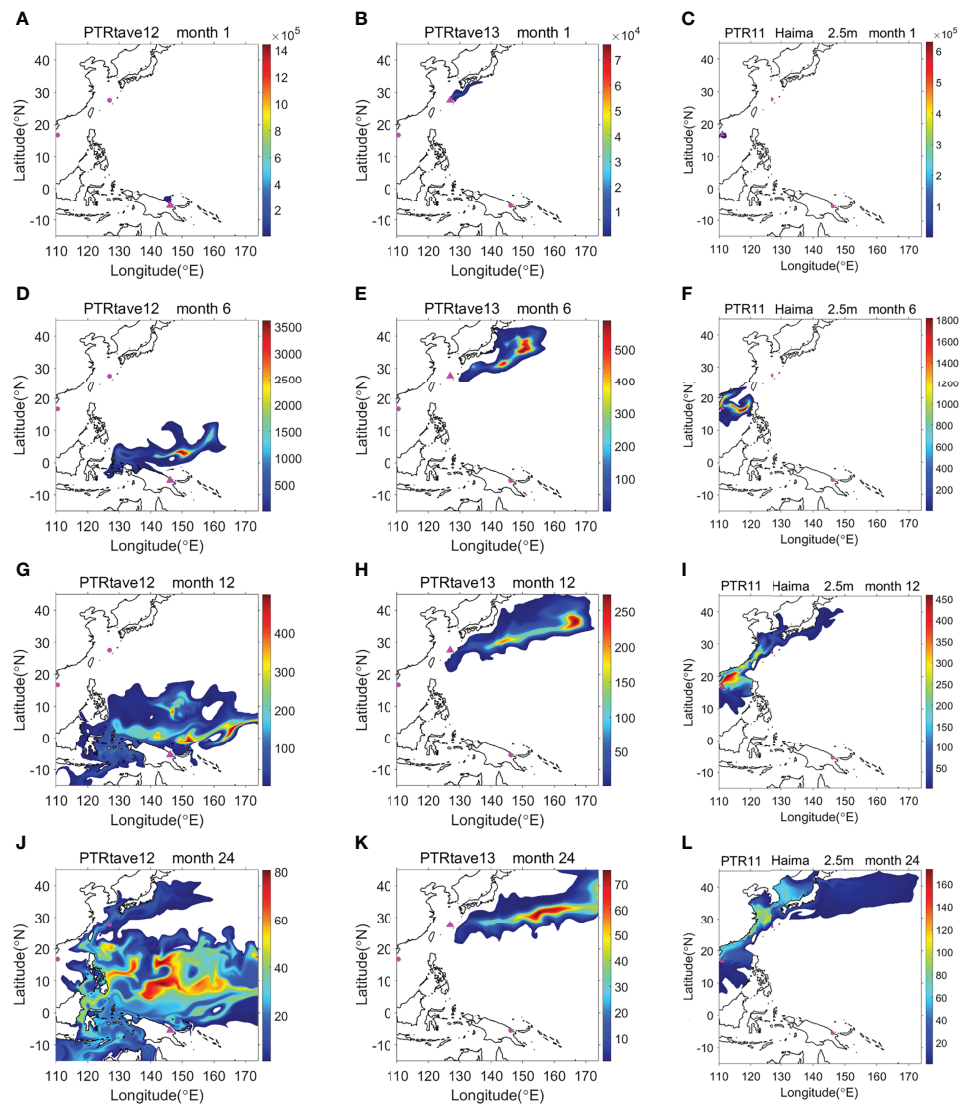 A
PTRtave12 month 1
×10⁵
Latitude(°N)
40
30
20
10
0
-10
14
12
10
8
6
4
2
110 120 130 140 150 160 170
Longitude(°E)
B
PTRtave13 month 1
×10⁴
Latitude(°N)
40
30
20
10
0
-10
7
6
5
4
3
2
1
110 120 130 140 150 160 170
Longitude(°E)
C
PTR11 Haima 2.5m month 1
×10⁵
Latitude(°N)
40
30
20
10
0
-10
6
5
4
3
2
1
110 120 130 140 150 160 170
Longitude(°E)
D
PTRtave12 month 6
Latitude(°N)
40
30
20
10
0
-10
3500
3000
2500
2000
1500
1000
500
110 120 130 140 150 160 170
Longitude(°E)
E
PTRtave13 month 6
Latitude(°N)
40
30
20
10
0
-10
500
400
300
200
100
110 120 130 140 150 160 170
Longitude(°E)
F
PTR11 Haima 2.5m month 6
Latitude(°N)
40
30
20
10
0
-10
1800
1600
1400
1200
1000
800
600
400
200
110 120 130 140 150 160 170
Longitude(°E)
G
PTRtave12 month 12
Latitude(°N)
40
30
20
10
0
-10
400
300
200
100
110 120 130 140 150 160 170
Longitude(°E)
H
PTRtave13 month 12
Latitude(°N)
40
30
20
10
0
-10
250
200
150
100
50
110 120 130 140 150 160 170
Longitude(°E)
I
PTR11 Haima 2.5m month 12
Latitude(°N)
40
30
20
10
0
-10
450
400
350
300
250
200
150
100
50
110 120 130 140 150 160 170
Longitude(°E)
J
PTRtave12 month 24
Latitude(°N)
40
30
20
10
0
-10
80
60
40
20
110 120 130 140 150 160 170
Longitude(°E)
K
PTRtave13 month 24
Latitude(°N)
40
30
20
10
0
-10
70
60
50
40
30
20
10
110 120 130 140 150 160 170
Longitude(°E)
L
PTR11 Haima 2.5m month 24
Latitude(°N)
40
30
20
10
0
-10
160
140
120
100
80
60
40
20
110 120 130 140 150 160 170
Longitude(°E)